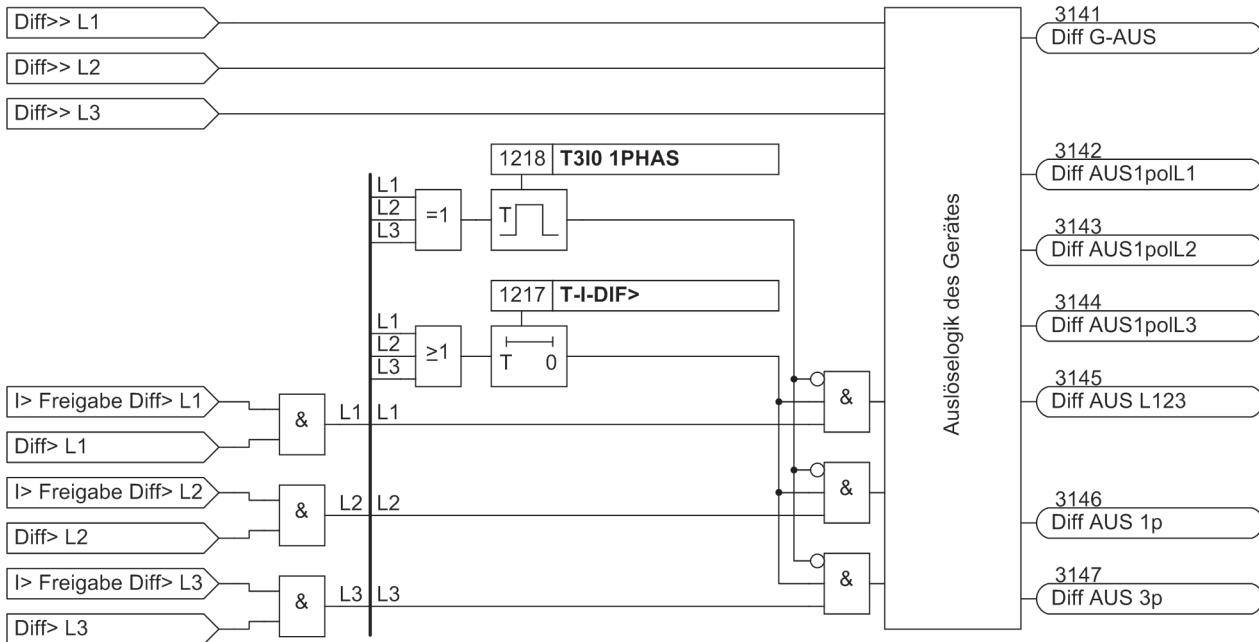 Diff>> L1
Diff>> L2
Diff>> L3
1218 T3I0 1PHAS
L1
L2
L3
=1
T
1217 T-I-DIF>
L1
L2
L3
≥1
T 0
I> Freigabe Diff> L1
Diff> L1
&
L1 L1
&
I> Freigabe Diff> L2
Diff> L2
&
L2 L2
&
I> Freigabe Diff> L3
Diff> L3
&
L3 L3
&
Auslöselogik des Gerätes
3141
Diff G-AUS
3142
Diff AUS1polL1
3143
Diff AUS1polL2
3144
Diff AUS1polL3
3145
Diff AUS L123
3146
Diff AUS 1p
3147
Diff AUS 3p